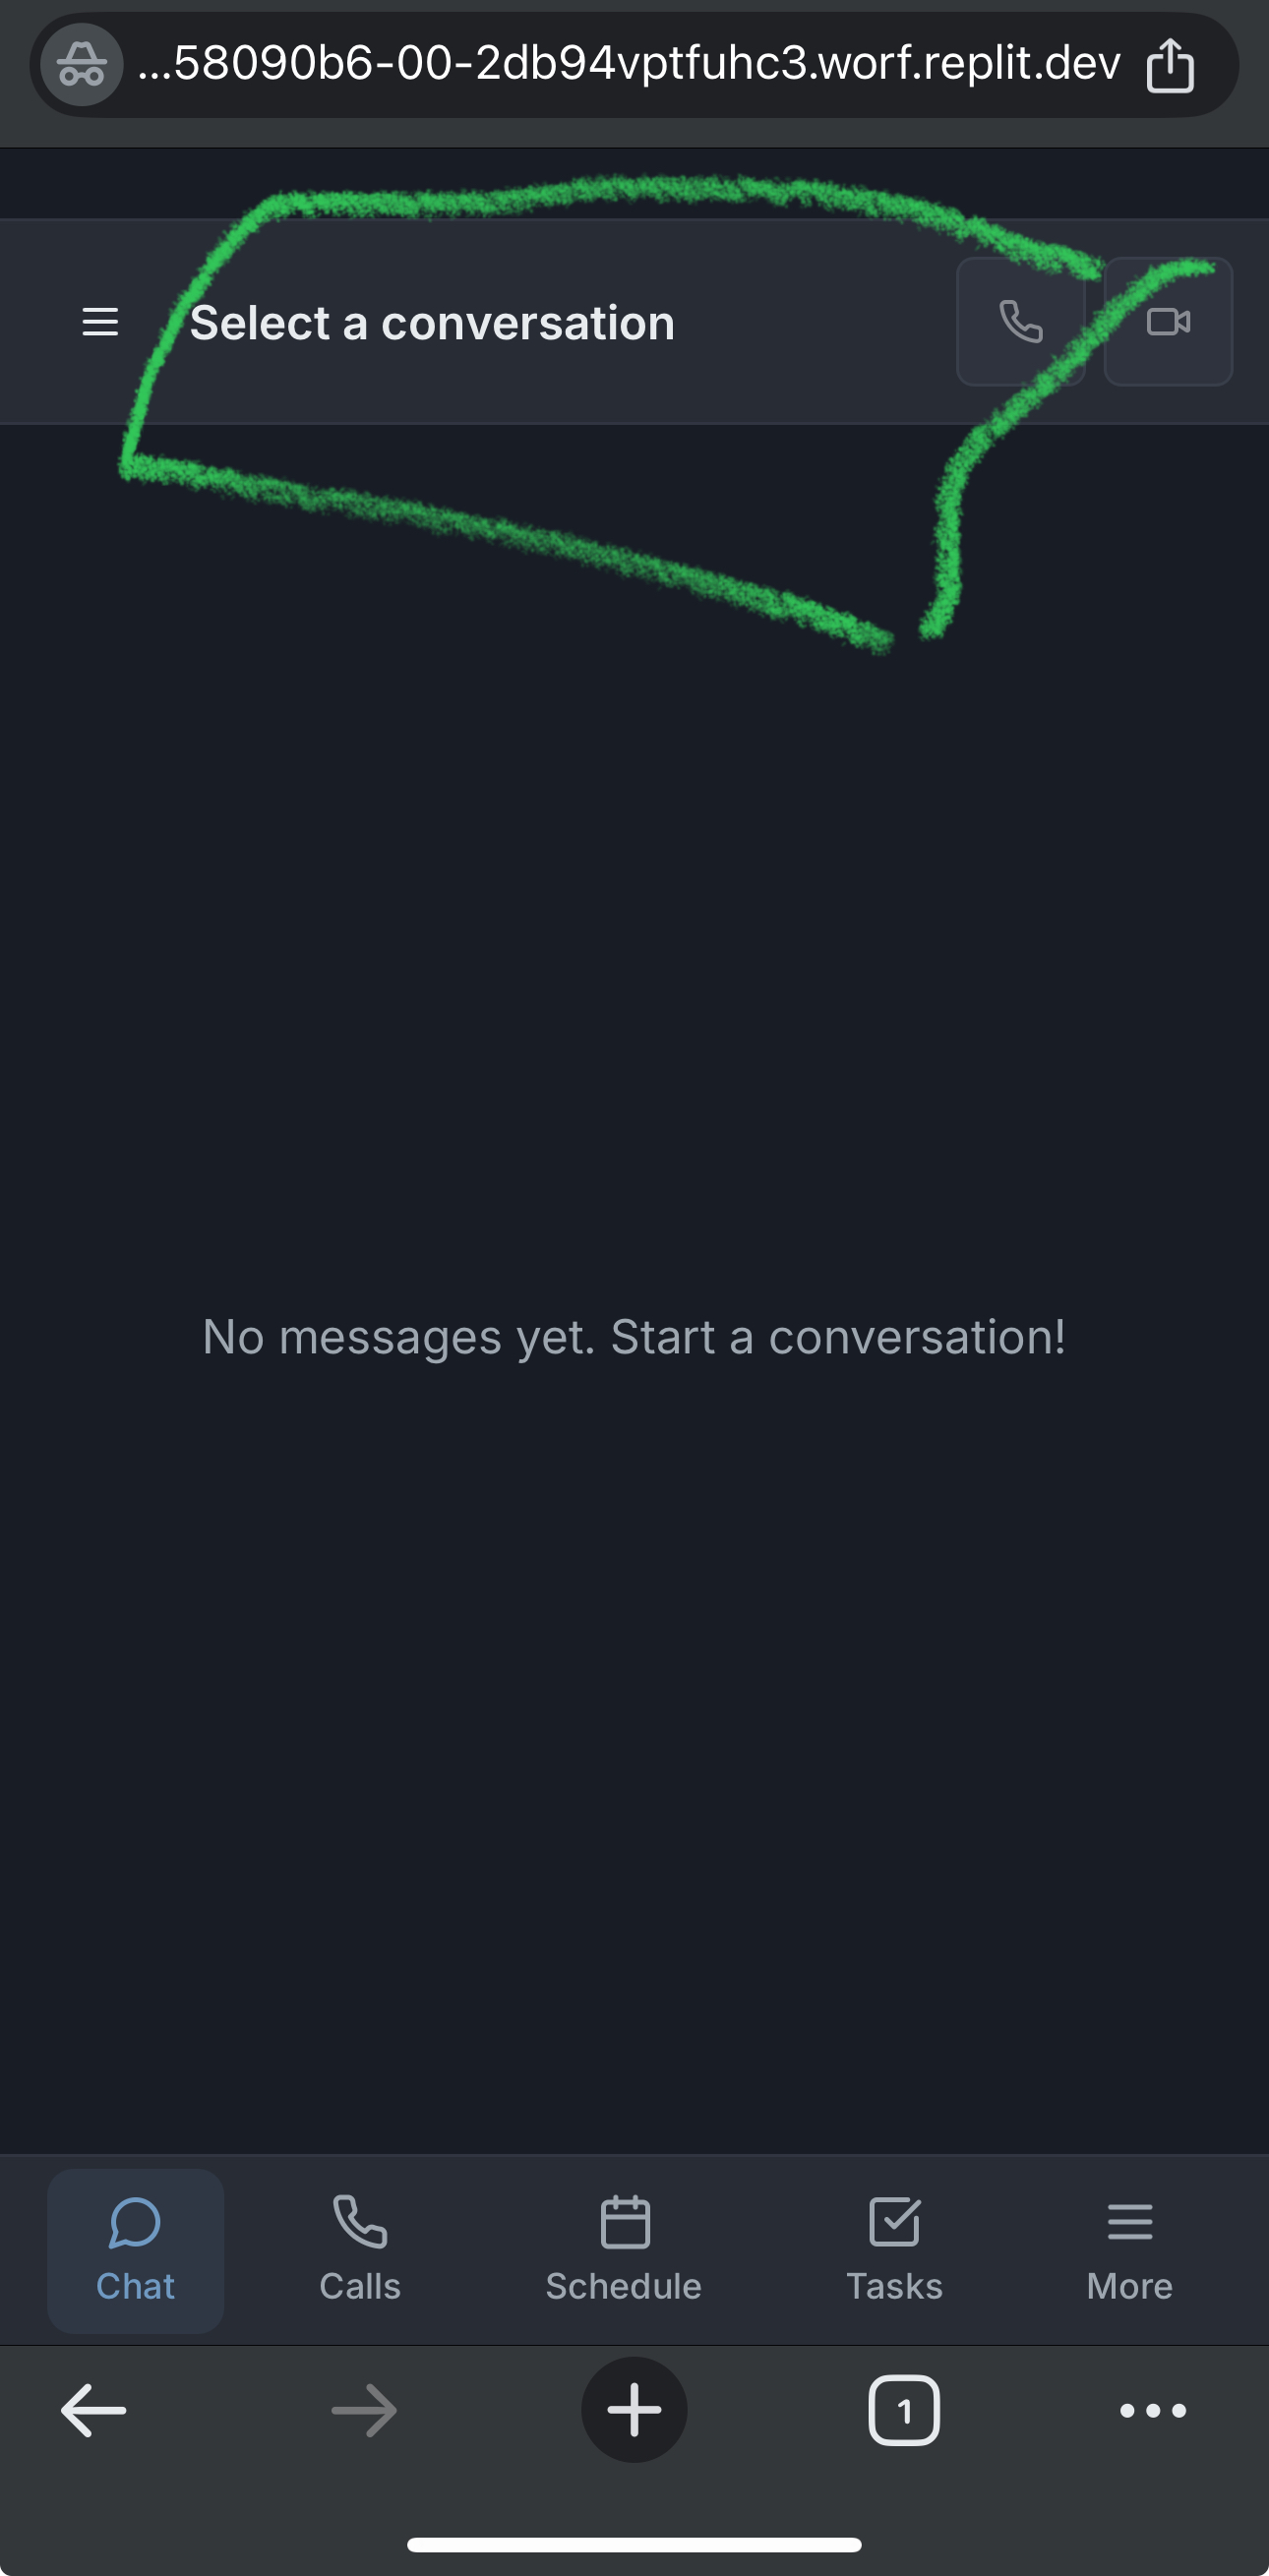 ...58090b6-00-2db94vptfuhc3.worf.replit.dev
Select a conversation
No messages yet. Start a conversation!
Chat Calls Schedule Tasks More
1